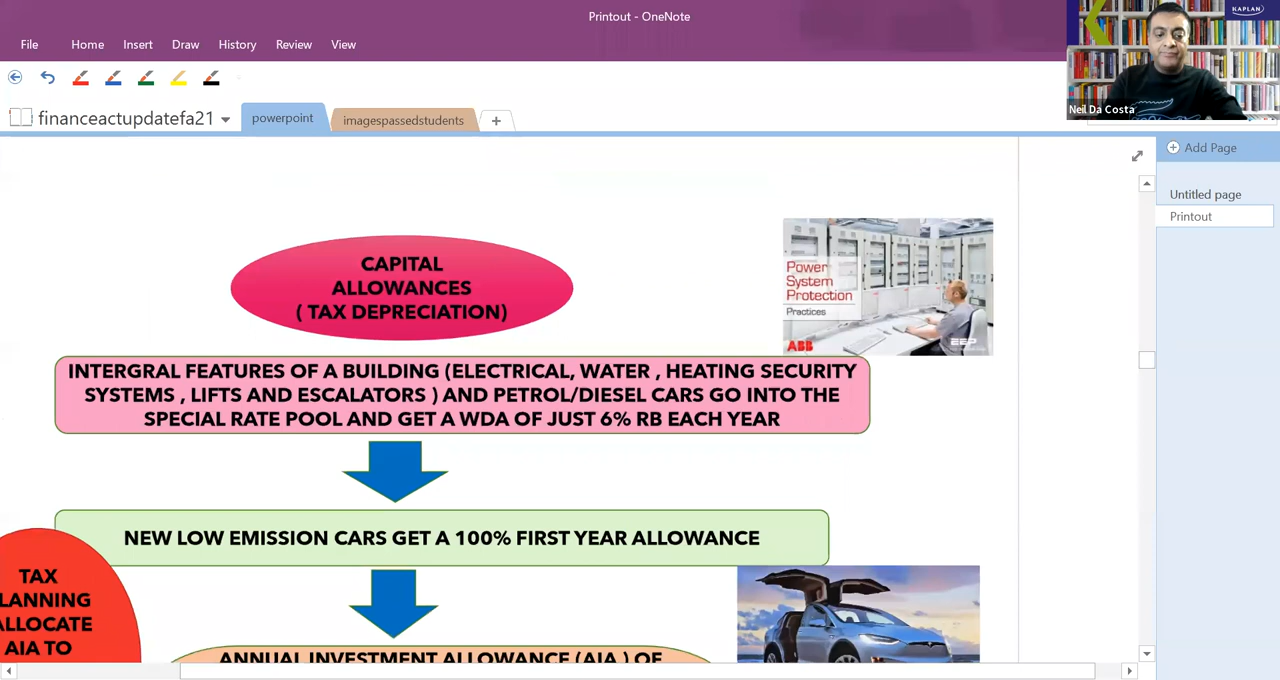 Printout - OneNote
KAPLAN
File Home Insert Draw History Review View
Neil Da Costa
financeactupdatefa21 powerpoint imagespassedstudents
Add Page
Untitled page
Printout
CAPITAL
ALLOWANCES
( TAX DEPRECIATION)
Power
System
Protection
Practices
ABB
EEP
INTERGRAL FEATURES OF A BUILDING (ELECTRICAL, WATER , HEATING SECURITY
SYSTEMS , LIFTS AND ESCALATORS ) AND PETROL/DIESEL CARS GO INTO THE
SPECIAL RATE POOL AND GET A WDA OF JUST 6% RB EACH YEAR
NEW LOW EMISSION CARS GET A 100% FIRST YEAR ALLOWANCE
TAX
LANNING
ALLOCATE
AIA TO
ANNUAL INVESTMENT ALLOWANCE (AIA ) OF